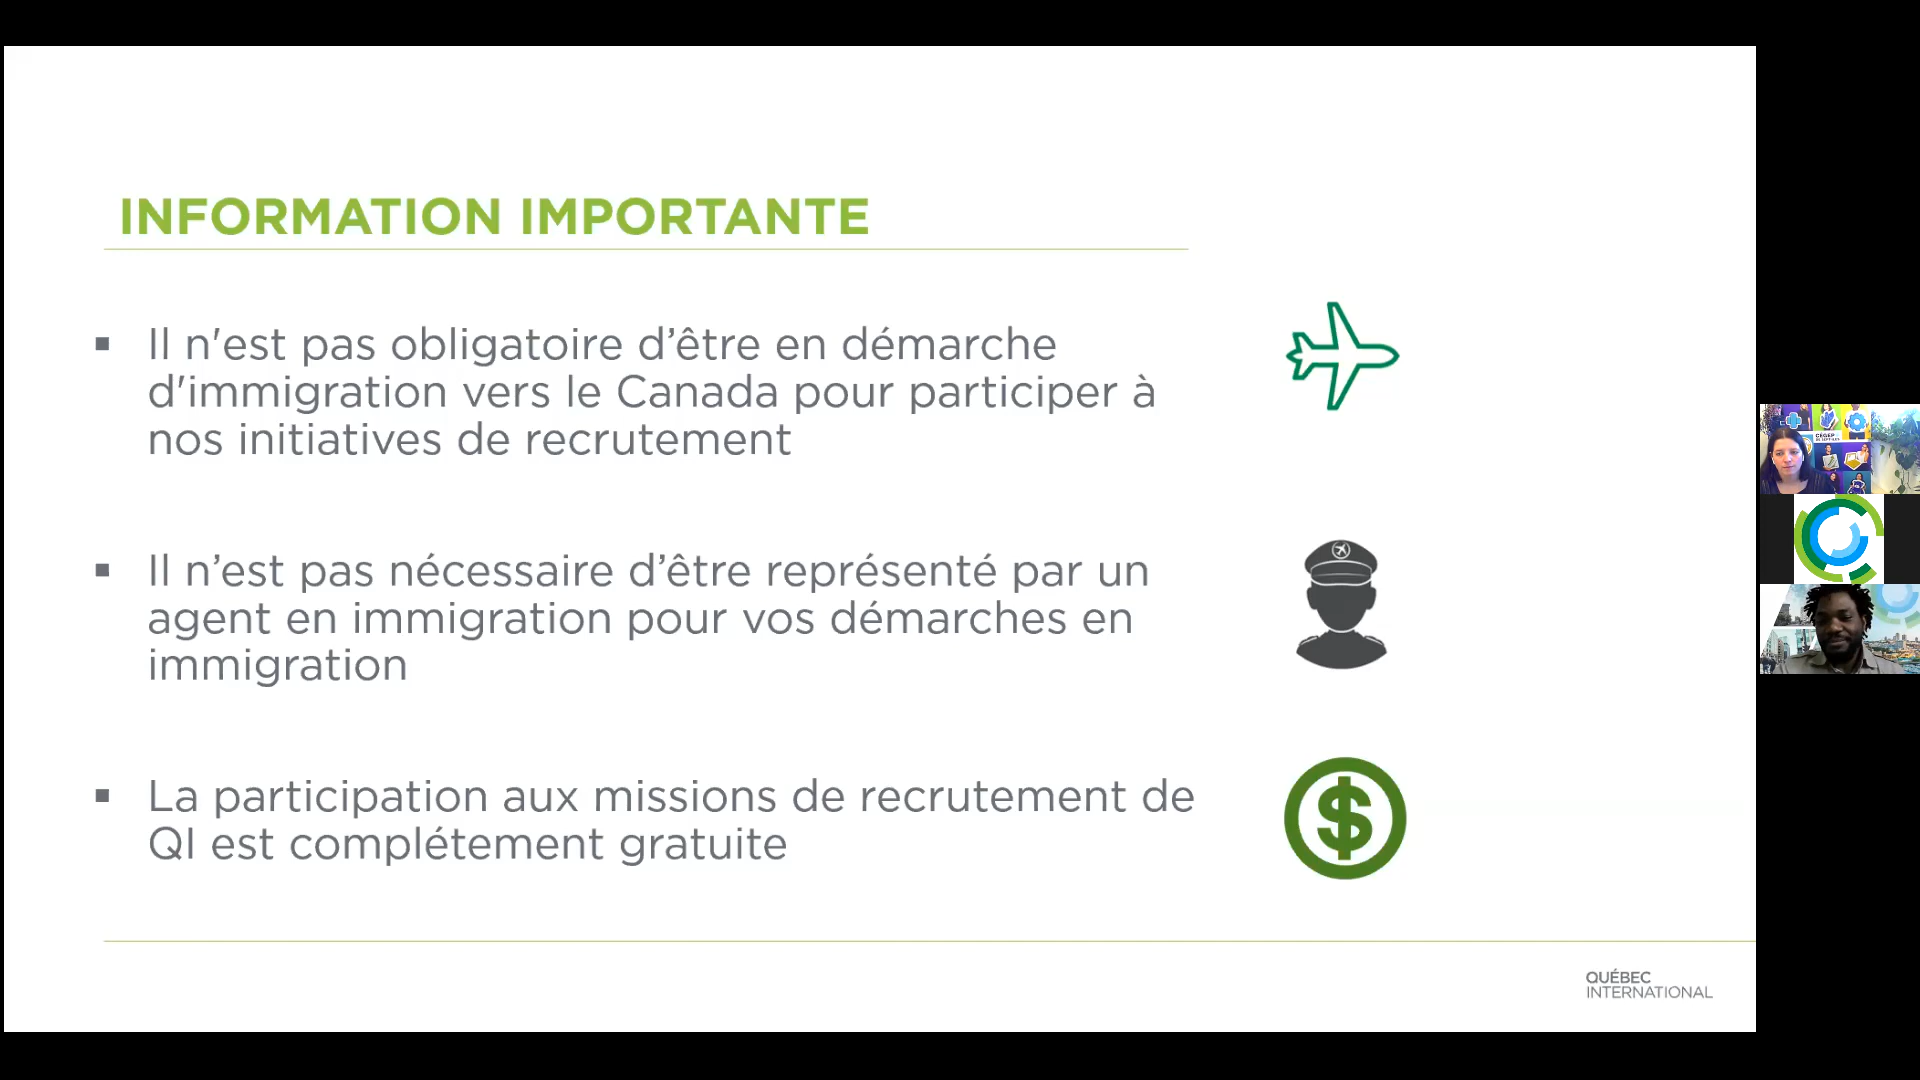 INFORMATION IMPORTANTE
▪ Il n'est pas obligatoire d’être en démarche
d'immigration vers le Canada pour participer à
nos initiatives de recrutement
▪ Il n’est pas nécessaire d’être représenté par un
agent en immigration pour vos démarches en
immigration
▪ La participation aux missions de recrutement de
QI est complétement gratuite
QUÉBEC
INTERNATIONAL
CÉGEP